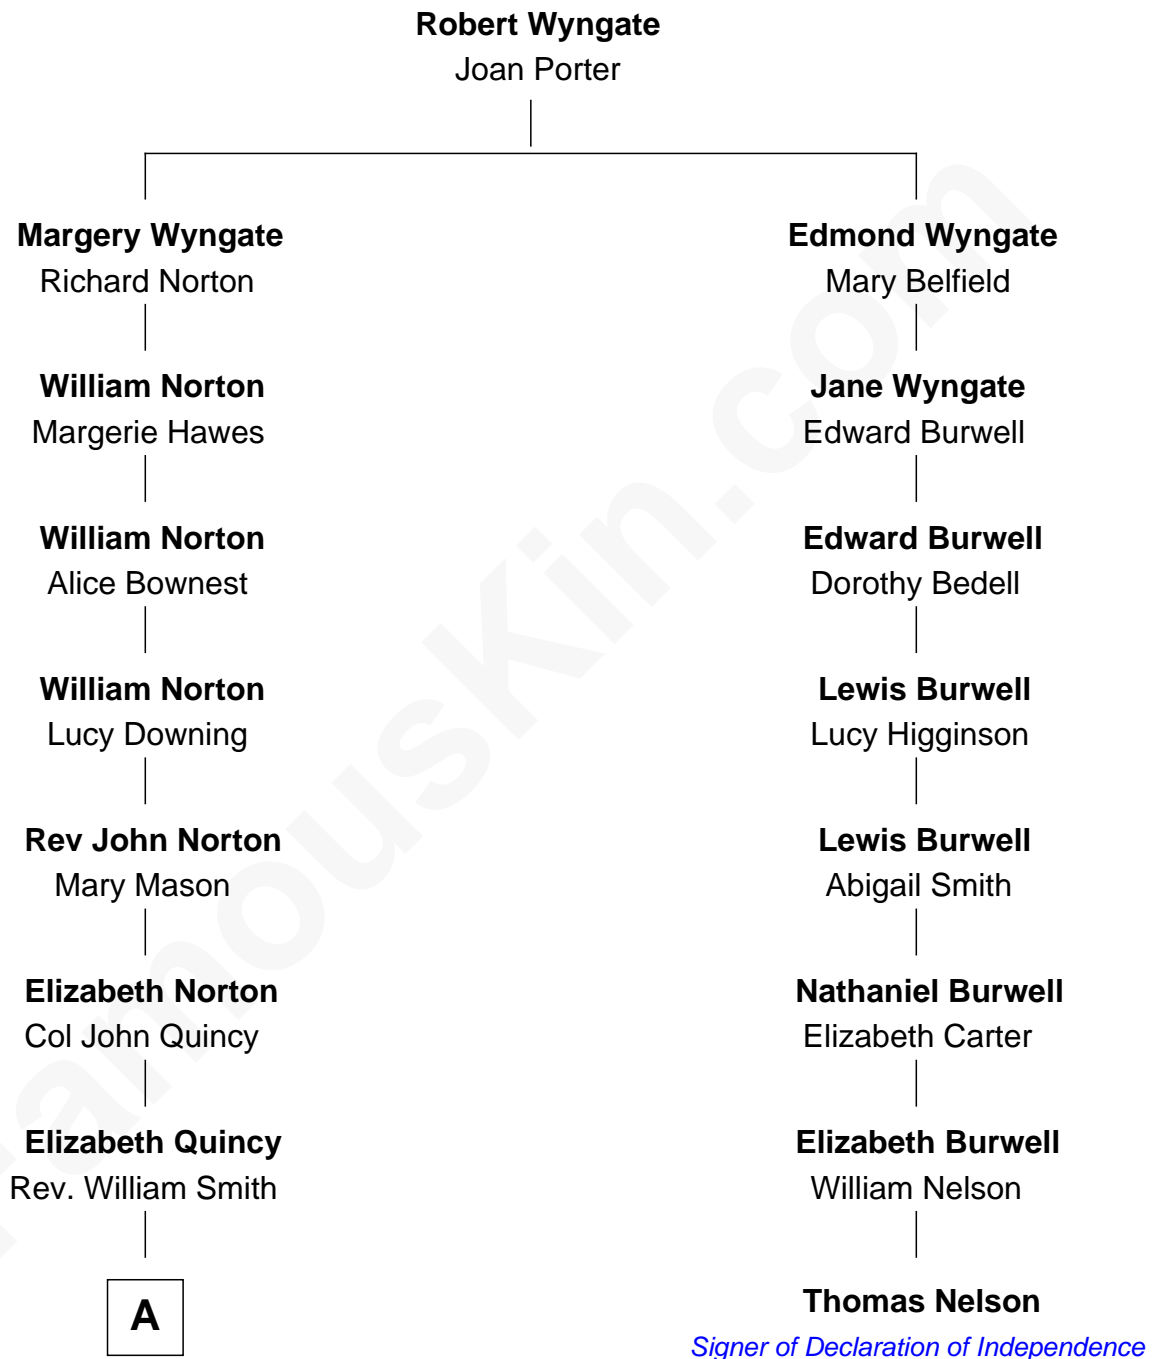 Robert Wyngate
Joan Porter
Margery Wyngate
Richard Norton
Edmond Wyngate
Mary Belfield
William Norton
Margerie Hawes
Jane Wyngate
Edward Burwell
William Norton
Alice Bownest
Edward Burwell
Dorothy Bedell
William Norton
Lucy Downing
Lewis Burwell
Lucy Higginson
Rev John Norton
Mary Mason
Lewis Burwell
Abigail Smith
Elizabeth Norton
Col John Quincy
Nathaniel Burwell
Elizabeth Carter
Elizabeth Quincy
Rev. William Smith
Elizabeth Burwell
William Nelson
A
Thomas Nelson
Signer of Declaration of Independence
FamousKin.com